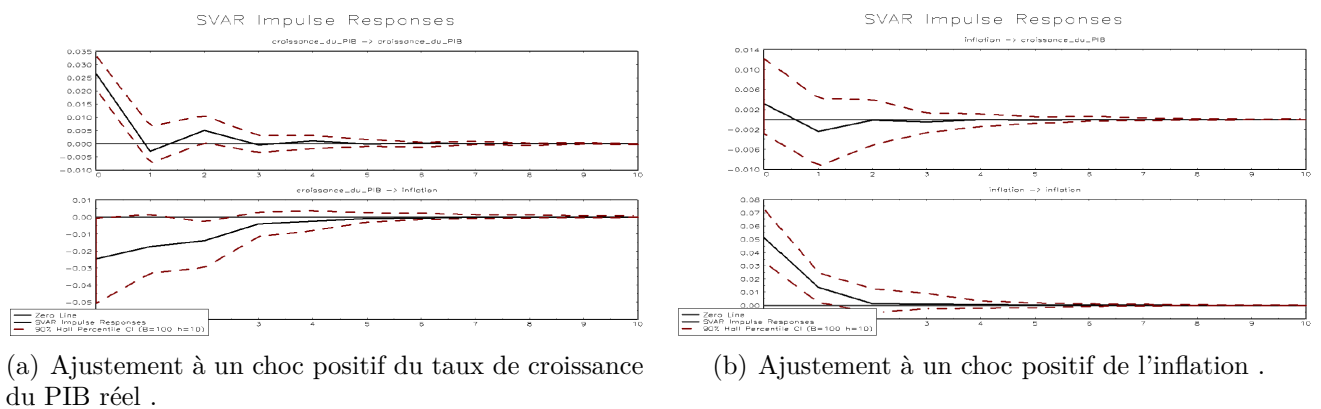 SVAR Impulse Responses
croissance_du_PIB -> croissance_du_PIB
0.035
0.030
0.025
0.020
0.015
0.010
0.005
0.000
-0.005
-0.010
0 1 2 3 4 5 6 7 8 9 10
croissance_du_PIB -> inflation
0.01
0.00
-0.01
-0.02
-0.03
-0.04
-0.05
3 4 5 6 7 8 9 10
Zero Line
SVAR Impulse Responses
90% Hall Percentile CI (B=100 h=10)
(a) Ajustement à un choc positif du taux de croissance
du PIB réel .
SVAR Impulse Responses
inflation -> croissance_du_PIB
0.014
0.010
0.006
0.002
-0.002
-0.006
-0.010
0 1 2 3 4 5 6 7 8 9 10
inflation -> inflation
0.08
0.07
0.06
0.05
0.04
0.03
0.02
0.01
0.00
3 4 5 6 7 8 9 10
Zero Line
SVAR Impulse Responses
90% Hall Percentile CI (B=100 h=10)
(b) Ajustement à un choc positif de l'inflation .